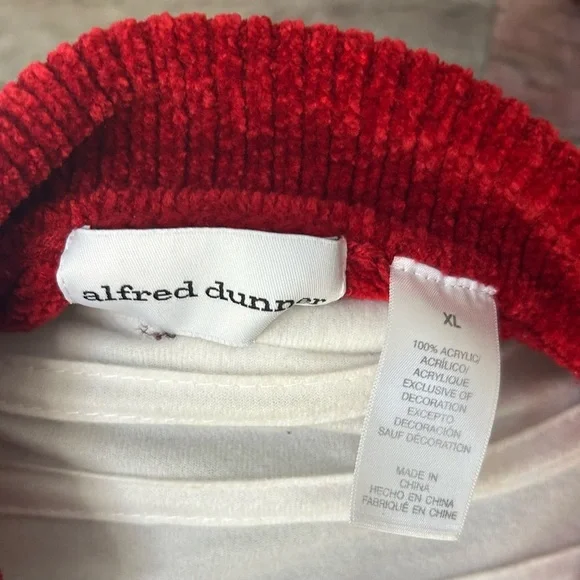 alfred dunner
XL
100% ACRYLIC/
ACRÍLICO/
ACRYLIQUE
EXCLUSIVE OF
DECORATION
EXCEPTO
DECORACIÓN
SAUF DÉCORATION
MADE IN
CHINA
HECHO EN CHINA
FABRIQUÉ EN CHINE